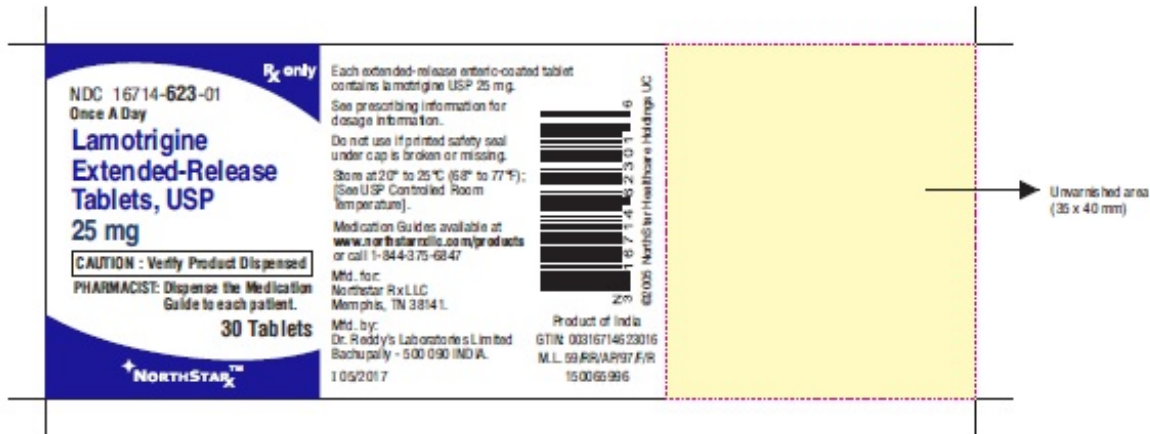 Rx only
NDC 16714-623-01
Once A Day
Lamotrigine
Extended-Release
Tablets, USP
25 mg
CAUTION : Verify Product Dispensed
PHARMACIST: Dispense the Medication
Guide to each patient.
30 Tablets
NORTHSTARx™
Each extended-release enteric-coated tablet
contains lamotrigine USP 25 mg.
See prescribing information for
dosage information.
Do not use if printed safety seal
under cap is broken or missing.
Store at 20° to 25°C (68° to 77°F);
[See USP Controlled Room
Temperature].
Medication Guides available at
www.northstarrxllc.com/products
or call 1-844-375-6847
Mfd. for:
Northstar Rx LLC
Memphis, TN 38141.
Mfd. by:
Dr. Reddy's Laboratories Limited
Bachupally - 500 090 INDIA.
I 05/2017
N
3 16714 62301 6
NorthStar Healthcare Holdings
Product of India
GTIN: 00316714623016
M.L. 59/RR/AP/97/F/R
150065996
Unvarnished area
(35 x 40 mm)